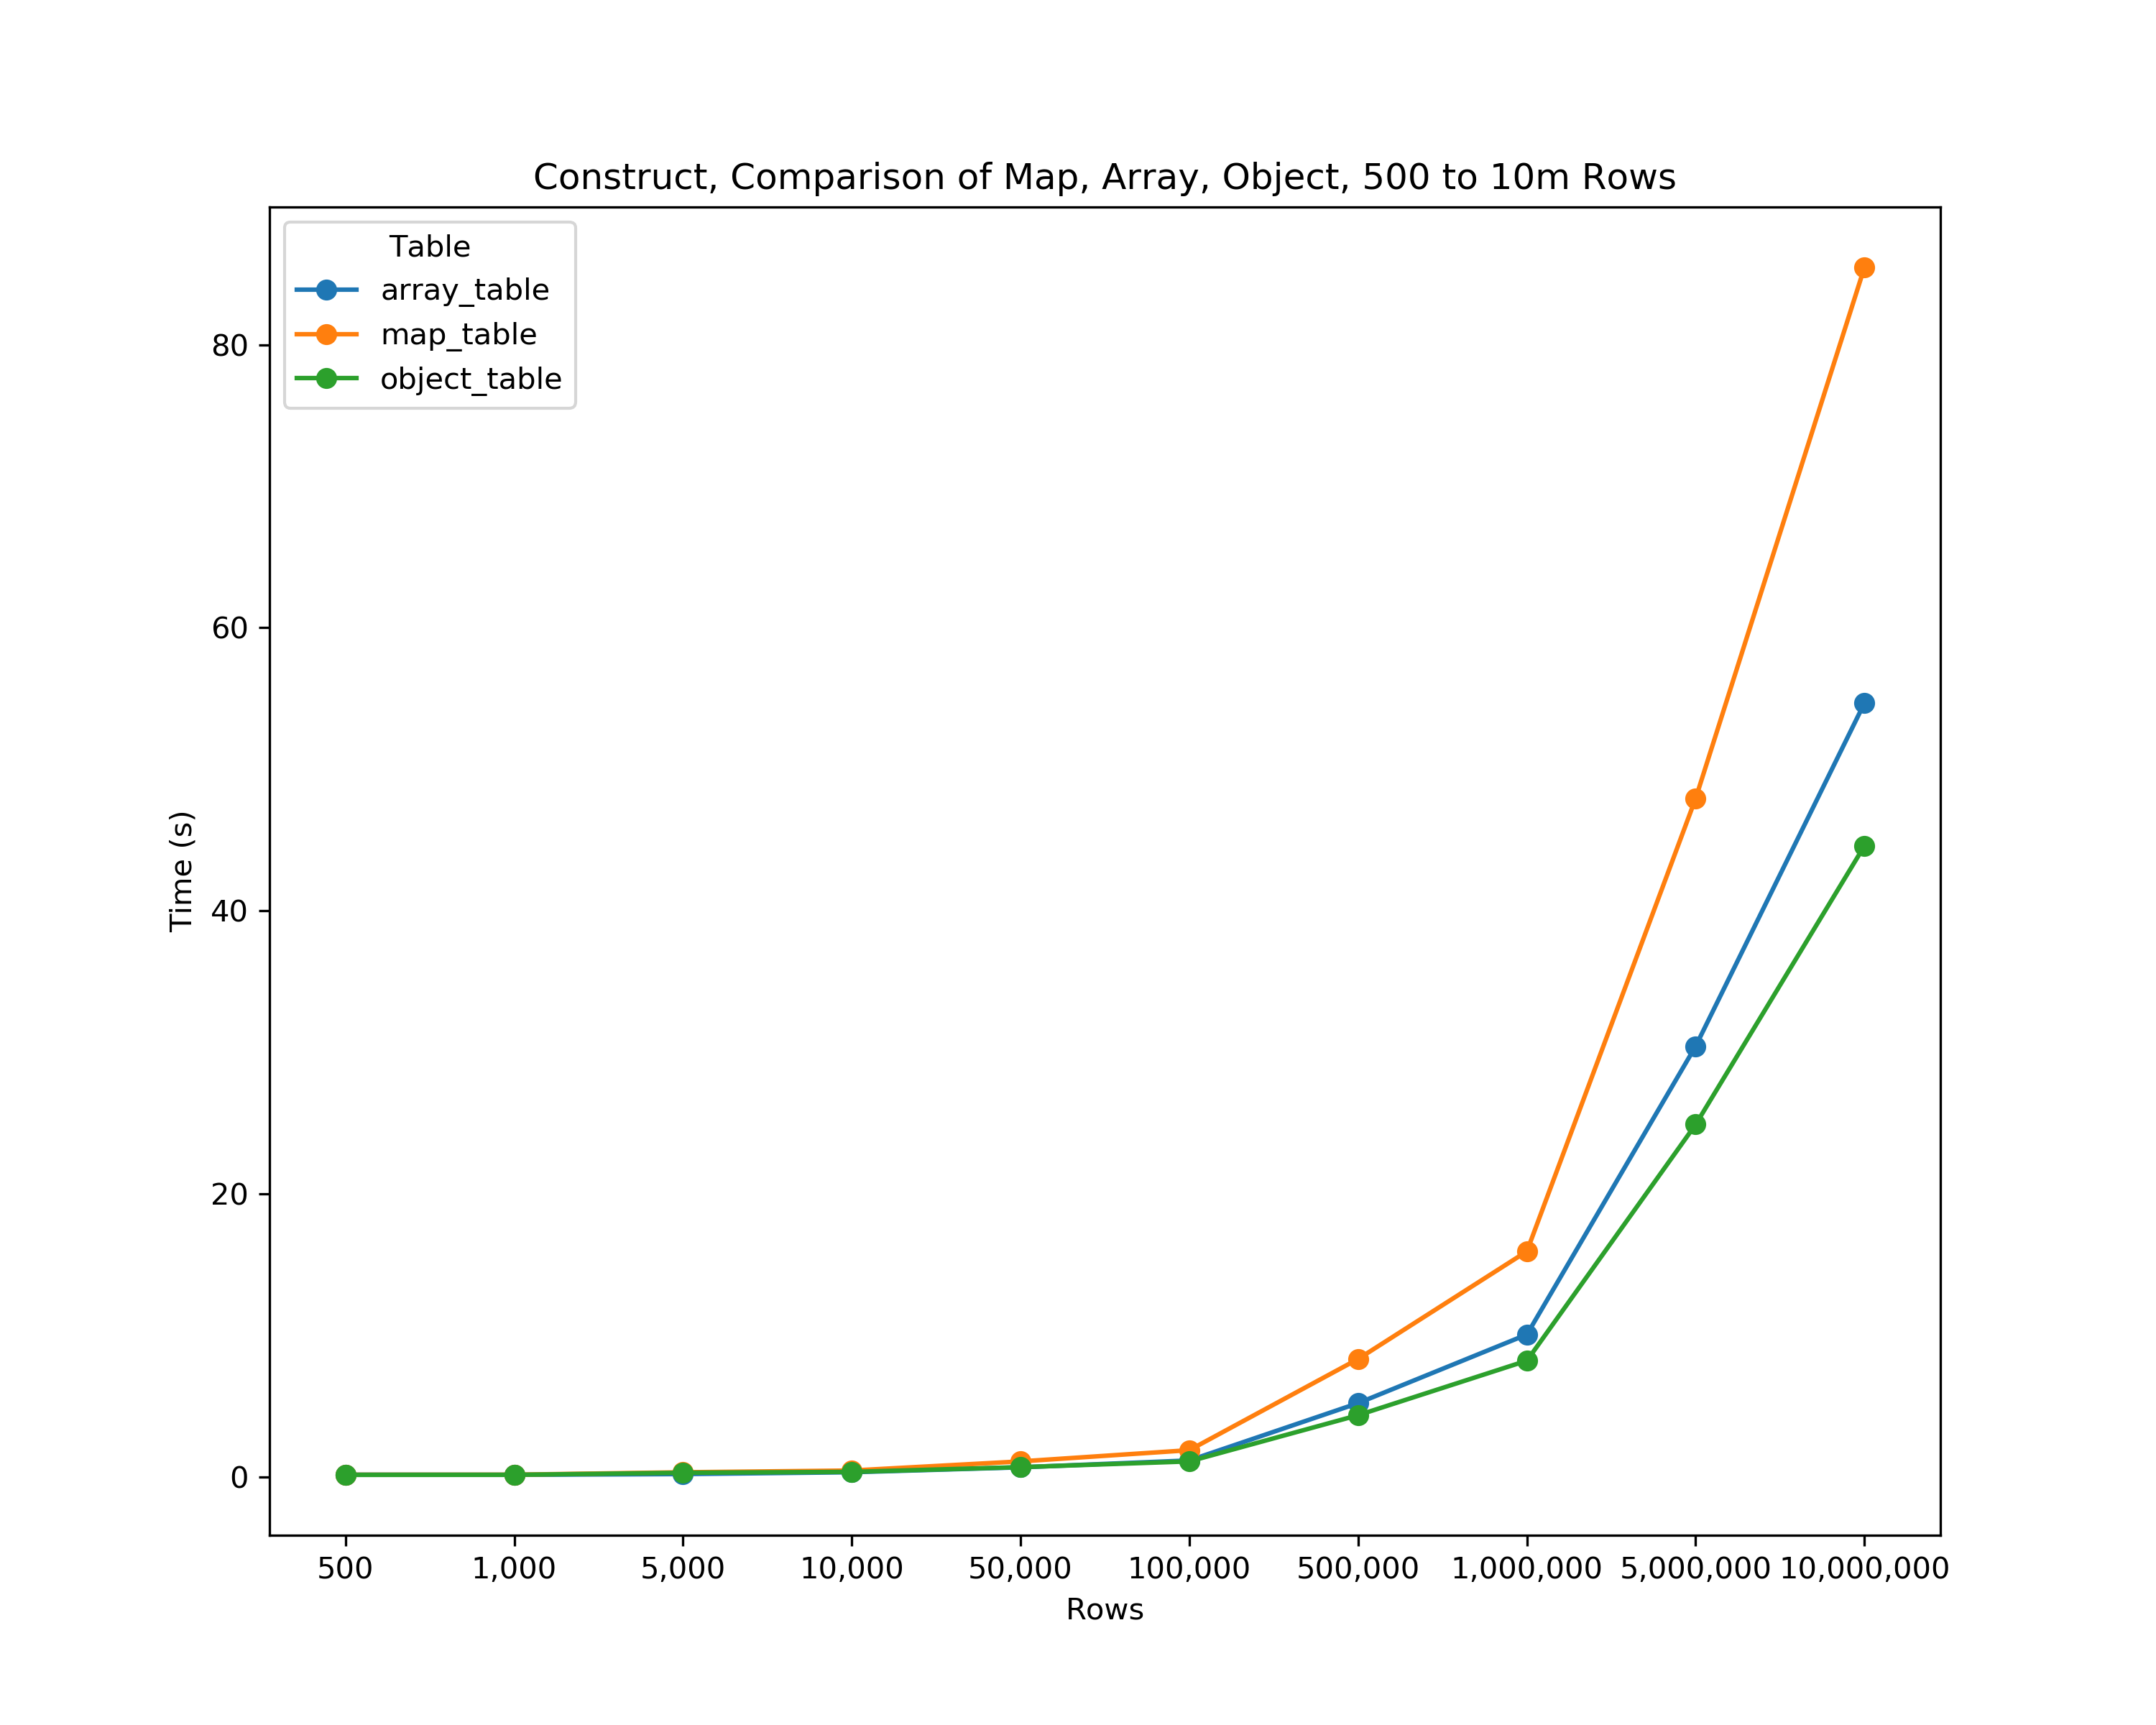 Construct, Comparison of Map, Array, Object, 500 to 10m Rows
Table
array_table
map_table
object_table
80
60
40
20
0
Time (s)
500 1,000 5,000 10,000 50,000 100,000 500,000 1,000,000 5,000,000 10,000,000
Rows